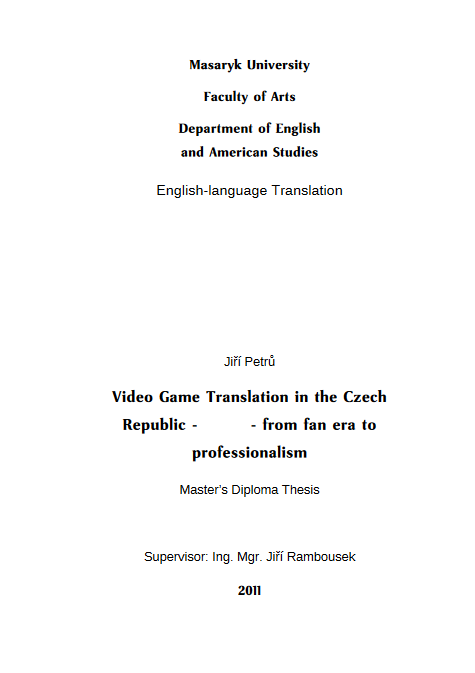 Masaryk University
Faculty of Arts
Department of English
and American Studies
English-language Translation
Jiří Petrů
Video Game Translation in the Czech
Republic - - from fan era to
professionalism
Master's Diploma Thesis
Supervisor: Ing. Mgr. Jiří Rambousek
2011